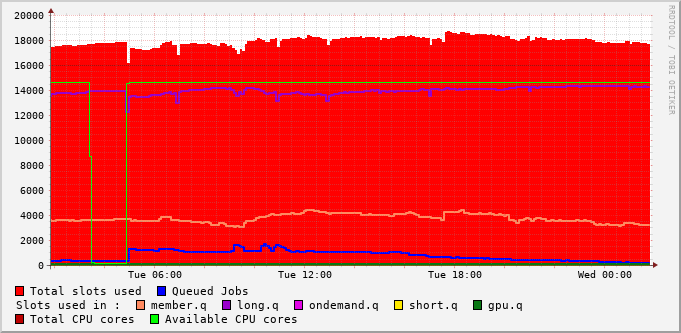 RRDTOOL / TOBI OETIKER
20000
18000
16000
14000
12000
10000
8000
6000
4000
2000
0
Tue 06:00 Tue 12:00 Tue 18:00 Wed 00:00
Total slots used Queued Jobs
Slots used in : member.q long.q ondemand.q short.q gpu.q
Total CPU cores Available CPU cores